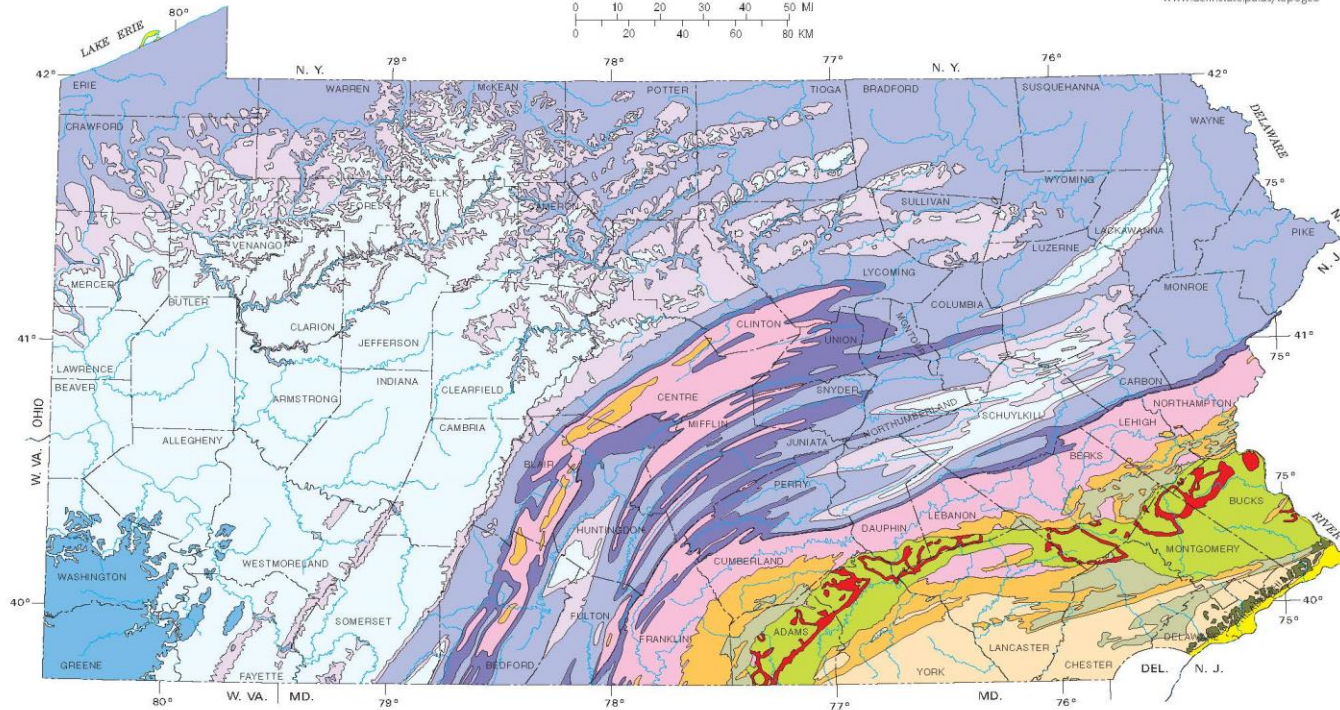 0 10 20 30 40 50 MI
0 20 40 60 80 KM
LAKE ERIE
80°
42°
N. Y.
79°
78°
77°
N. Y.
76°
42°
ERIE
WARREN
McKEAN
POTTER
TIOGA
BRADFORD
SUSQUEHANNA
CRAWFORD
WAYNE
DELAWARE
75°
WYOMING
ELK
FOREST
CAMERON
SULLIVAN
LACKAWANNA
PIKE
VENANGO
LUZERNE
N. J.
MERCER
LYCOMING
BUTLER
COLUMBIA
MONROE
CLARION
CLINTON
MONTOUR
41°
JEFFERSON
UNION
41°
75°
LAWRENCE
BEAVER
INDIANA
CLEARFIELD
SNYDER
CARBON
ARMSTRONG
CENTRE
NORTHAMPTON
OHIO
CAMBRIA
MIFFLIN
NORTHUMBERLAND
SCHUYLKILL
LEHIGH
ALLEGHENY
JUNIATA
W. VA.
BLAIR
BERKS
PERRY
75°
BUCKS
HUNTINGDON
LEBANON
DAUPHIN
RIVER
MONTGOMERY
WESTMORELAND
CUMBERLAND
WASHINGTON
40°
40°
75°
SOMERSET
FULTON
ADAMS
DELAWARE
FRANKLIN
LANCASTER
GREENE
BEDFORD
YORK
CHESTER
FAYETTE
DEL.
N. J.
80°
W. VA.
MD.
79°
78°
77°
MD.
76°